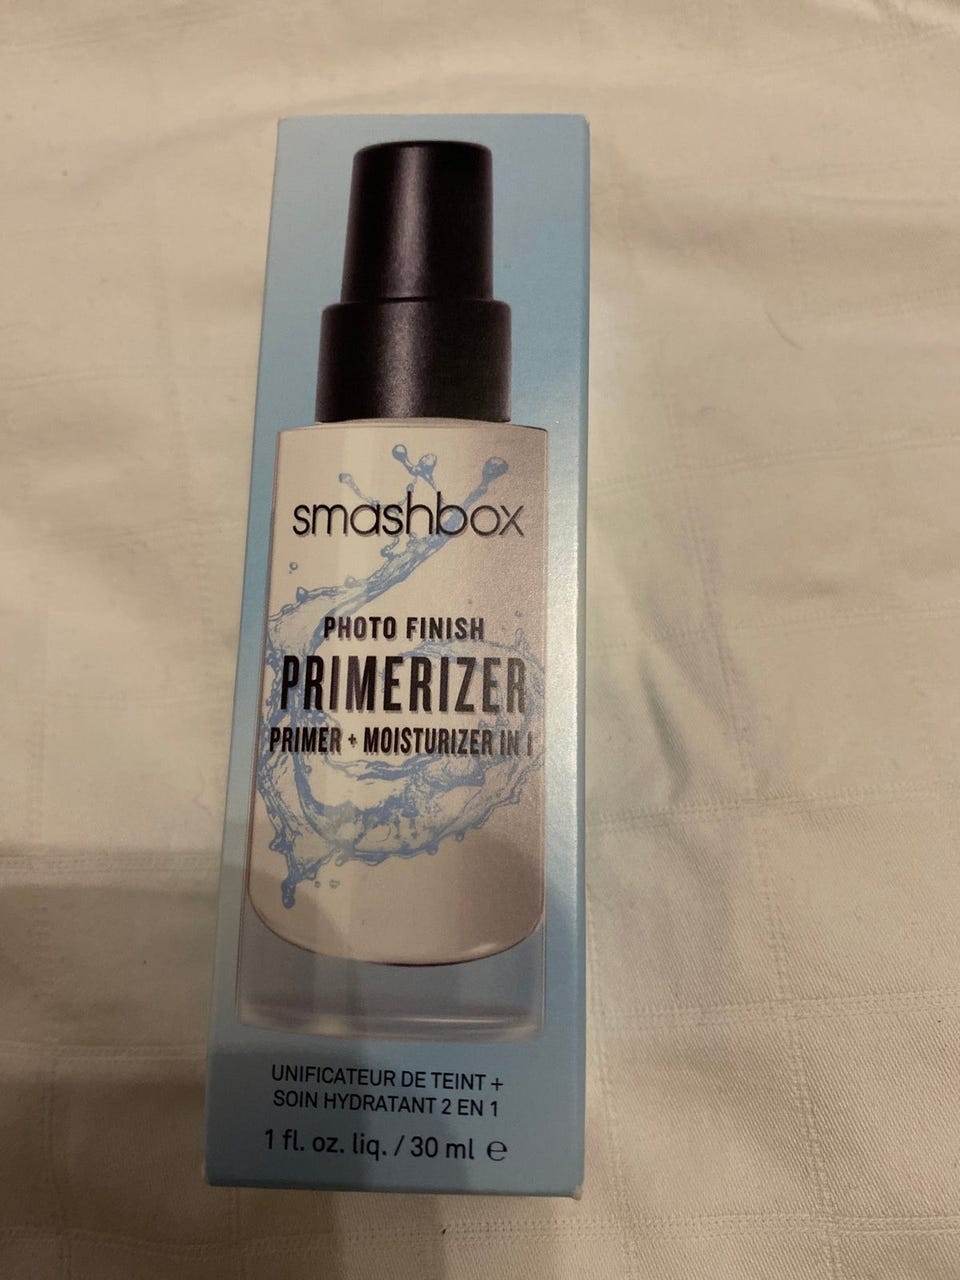 smashbox
PHOTO FINISH
PRIMERIZER
PRIMER + MOISTURIZER IN 1
UNIFICATEUR DE TEINT +
SOIN HYDRATANT 2 EN 1
1 fl. oz. liq. / 30 ml ℮